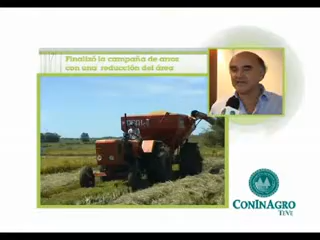 Finalizó la campaña de arroz
con una reducción del área
CONINAGRO
TEVE